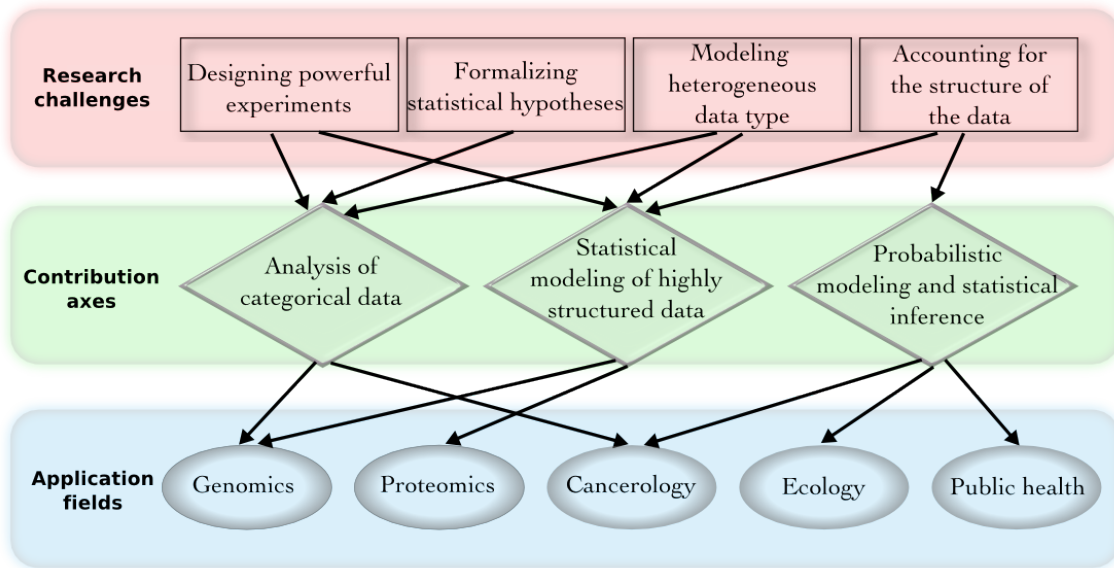 Research
challenges
Designing powerful
experiments
Formalizing
statistical hypotheses
Modeling
heterogeneous
data type
Accounting for
the structure of
the data
Contribution
axes
Analysis of
categorical data
Statistical
modeling of highly
structured data
Probabilistic
modeling and statistical
inference
Application
fields
Genomics
Proteomics
Cancerology
Ecology
Public health